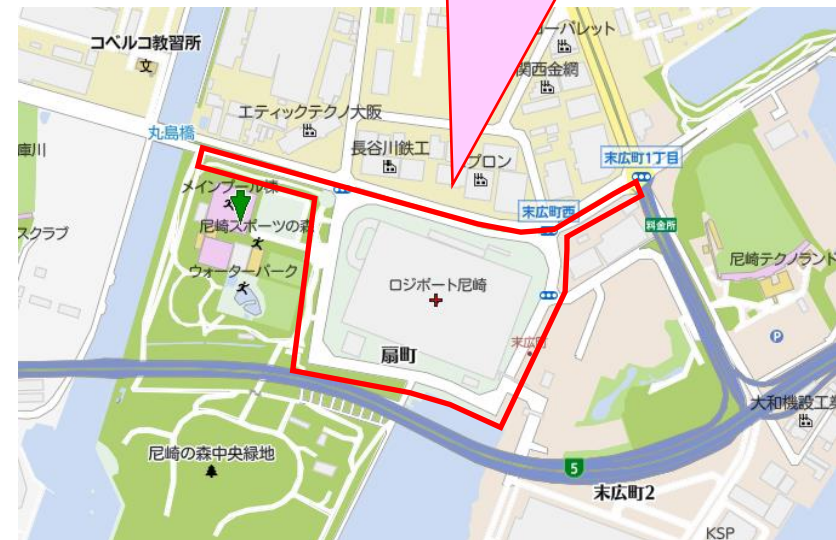 コベルコ教習所
ーパレット
関西金網
エティックテクノ大阪
丸島橋
長谷川鉄工
プロン
末広町1丁目
庫川
メインプール棟
末広町西
料金所
スクラブ
尼崎スポーツの森
尼崎テクノランド
ウォーターパーク
ロジポート尼崎
末広町
扇町
P
大和機設工業
尼崎の森中央緑地
5
末広町2
KSP